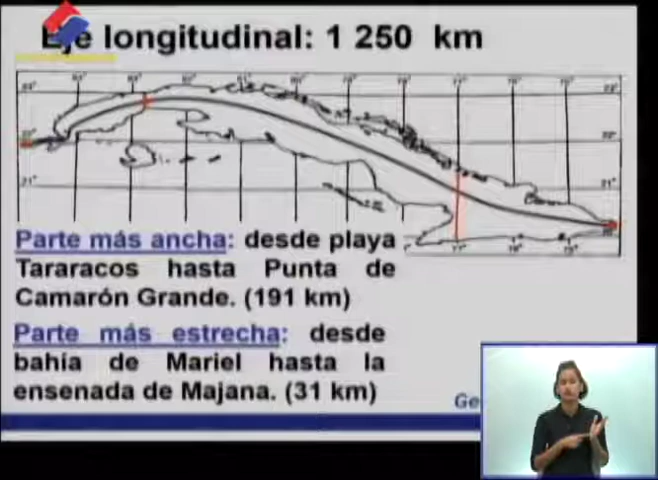 Eje longitudinal: 1 250 km
Parte más ancha: desde playa
Tararacos hasta Punta de
Camarón Grande. (191 km)
Parte más estrecha: desde
bahía de Mariel hasta la
ensenada de Majana. (31 km)
Ge